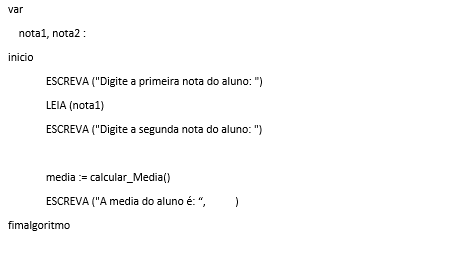 var
nota1, nota2 :
inicio
ESCREVA ("Digite a primeira nota do aluno: ")
LEIA (nota1)
ESCREVA ("Digite a segunda nota do aluno: ")
media := calcular_Media()
ESCREVA ("A media do aluno é: “, )
fimalgoritmo